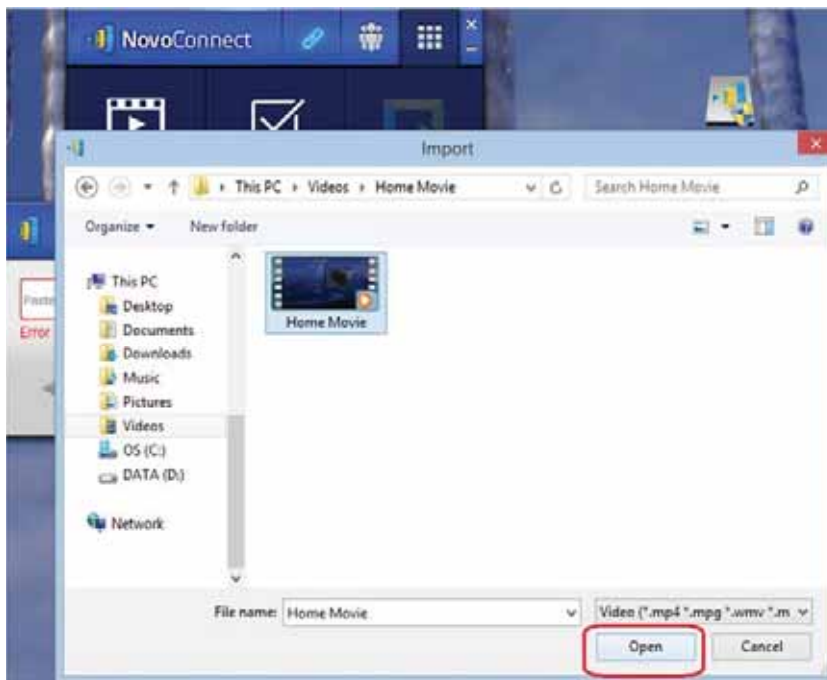 NovoConnect
Import
This PC Videos Home Movie
Search Home Movie
Organize
New folder
This PC
Desktop
Documents
Downloads
Music
Pictures
Videos
OS (C:)
DATA (D:)
Network
Home Movie
Error
File name: Home Movie
Video (*.mp4 *.mpg *.wmv *.m
Open
Cancel